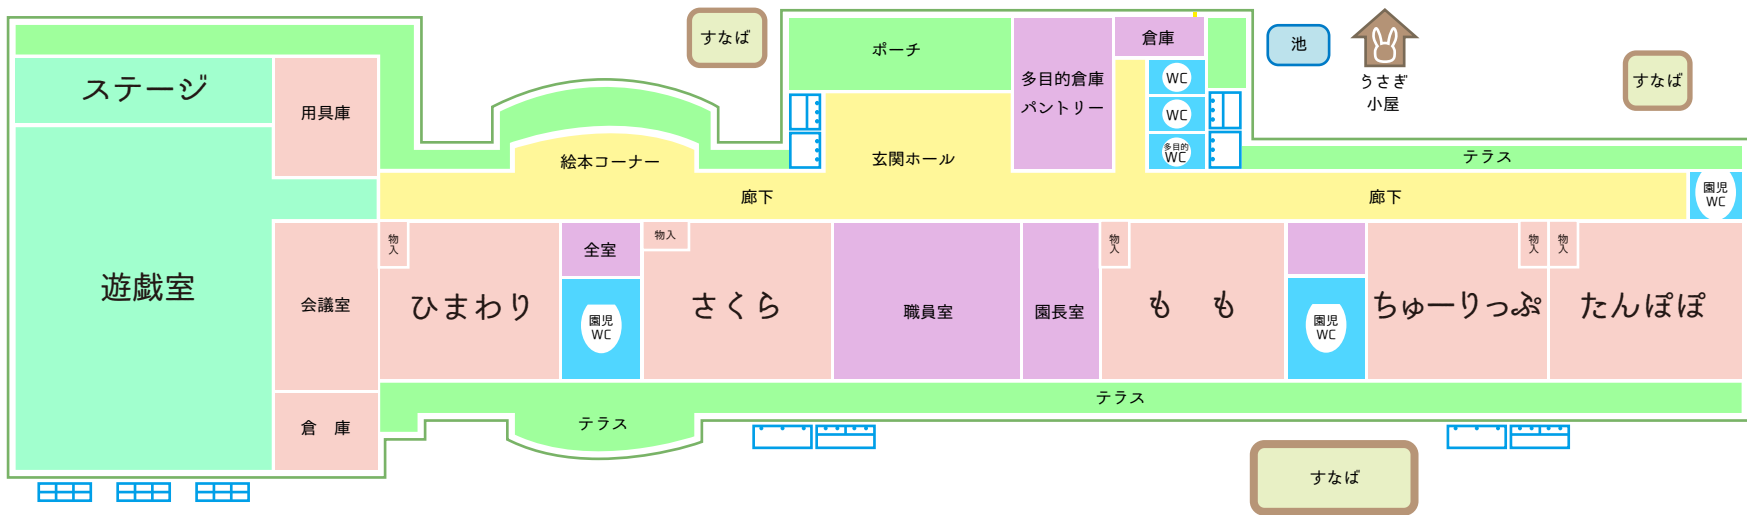 すなば
ポーチ
多目的倉庫
パントリー
倉庫
WC
WC
多目的
WC
池
うさぎ
小屋
すなば
ステージ
用具庫
絵本コーナー
玄関ホール
テラス
廊下
廊下
園児
WC
遊戯室
会議室
倉　庫
物入
ひまわり
全室
園児
WC
物入
さくら
職員室
園長室
物入
も　も
園児
WC
ちゅーりっぷ
物入
物入
たんぽぽ
テラス
テラス
すなば